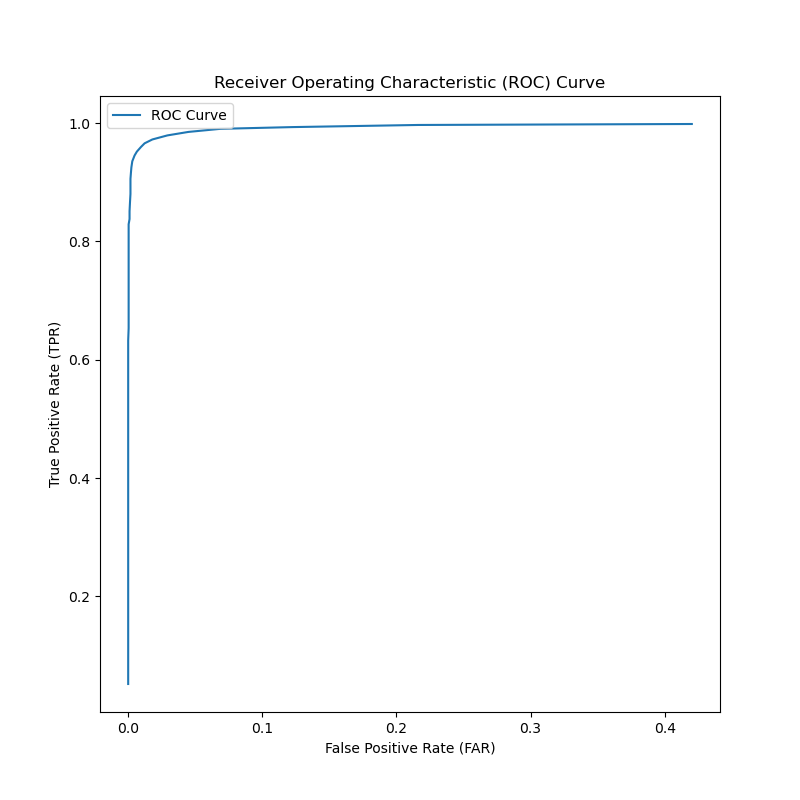 Receiver Operating Characteristic (ROC) Curve
ROC Curve
1.0
0.8
0.6
0.4
0.2
True Positive Rate (TPR)
0.0 0.1 0.2 0.3 0.4
False Positive Rate (FAR)